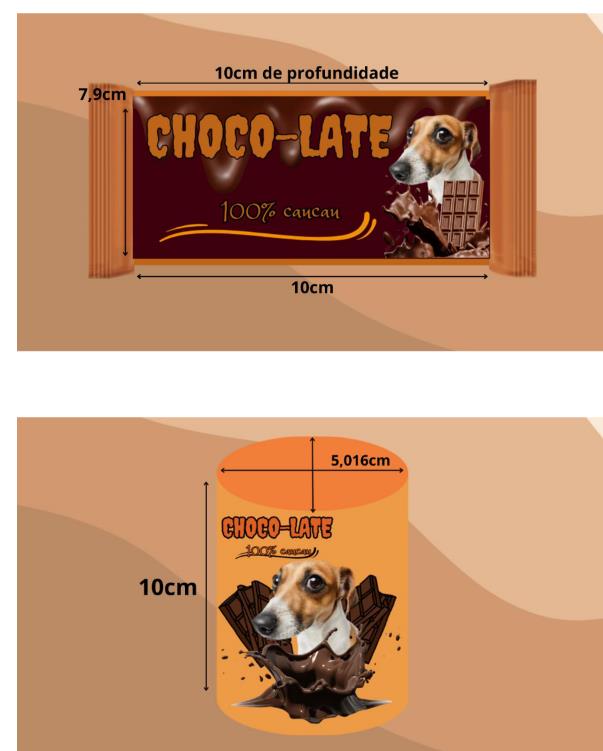 10cm de profundidade
7,9cm
CHOCO-LATE
100% caucau
10cm
5,016cm
CHOCO-LATE
100% caucau
10cm